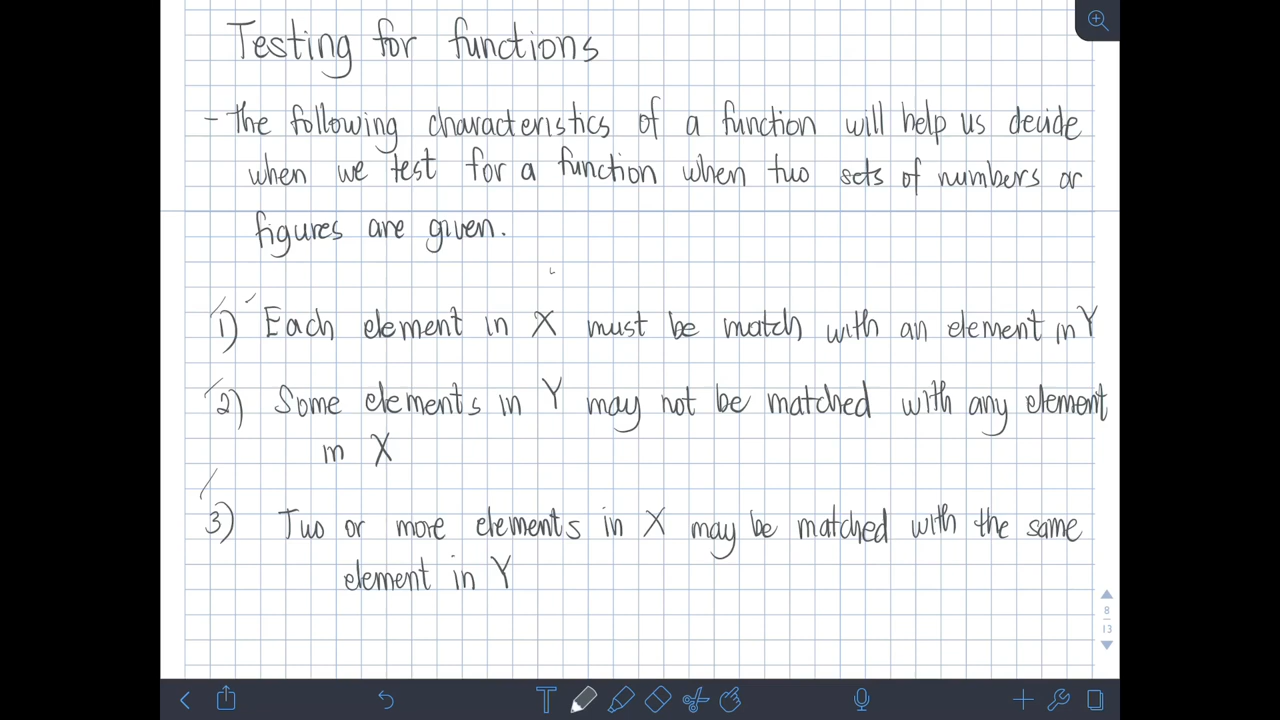 Testing for functions
- The following characteristics of a function will help us decide
when we test for a function when two sets of numbers or
figures are given.
1) Each element in X must be match with an element in Y
2) Some elements in Y may not be matched with any element
in X
3) Two or more elements in X may be matched with the same
element in Y
8
13
T